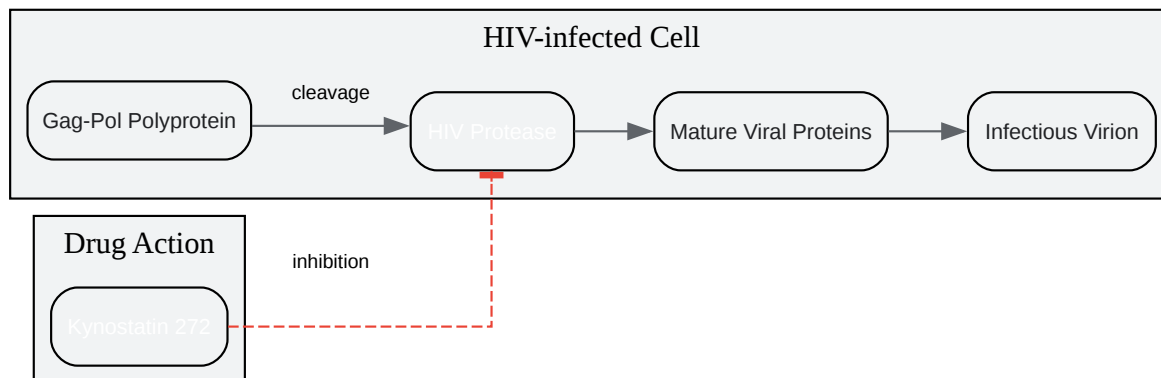 HIV-infected Cell
cleavage
Gag-Pol Polyprotein
HIV Protease
Mature Viral Proteins
Infectious Virion
Drug Action
inhibition
Kynostatin 272